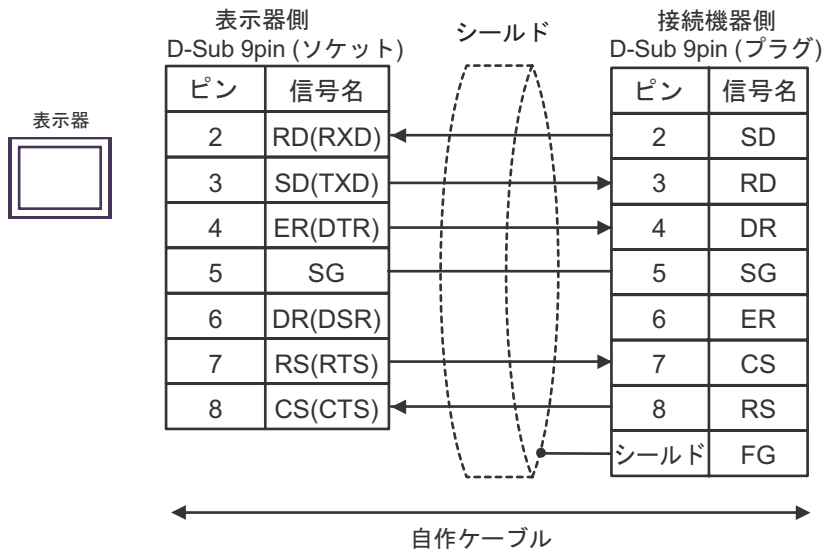 表示器側
D-Sub 9pin (ソケット)
シールド
接続機器側
D-Sub 9pin (プラグ)
表示器
ピン 信号名
2 RD(RXD)
3 SD(TXD)
4 ER(DTR)
5 SG
6 DR(DSR)
7 RS(RTS)
8 CS(CTS)
ピン 信号名
2 SD
3 RD
4 DR
5 SG
6 ER
7 CS
8 RS
シールド FG
自作ケーブル